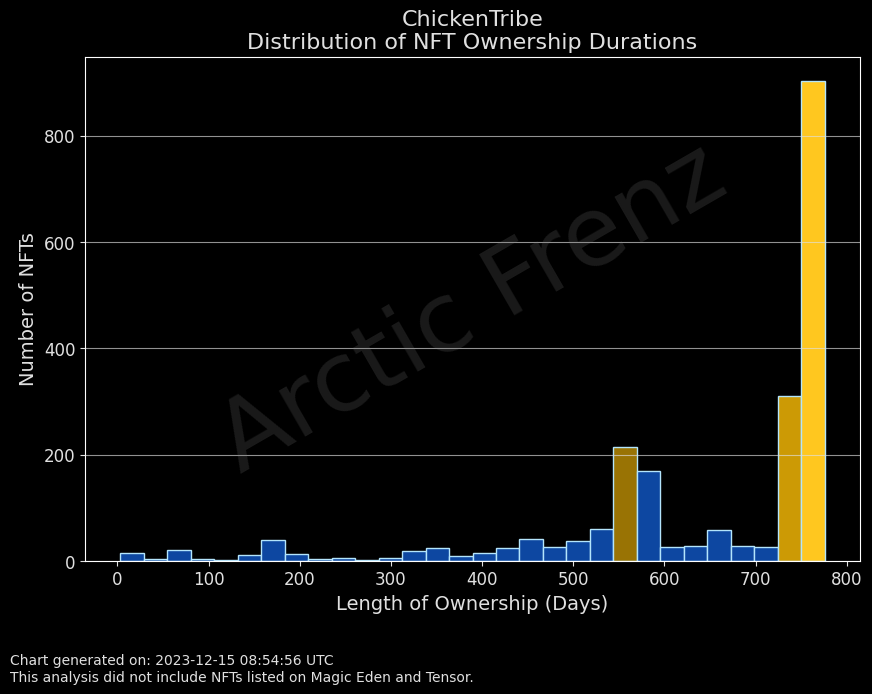 ChickenTribe
Distribution of NFT Ownership Durations
Number of NFTs
800
600
400
200
0
Arctic Frenz
0 100 200 300 400 500 600 700 800
Length of Ownership (Days)
Chart generated on: 2023-12-15 08:54:56 UTC
This analysis did not include NFTs listed on Magic Eden and Tensor.